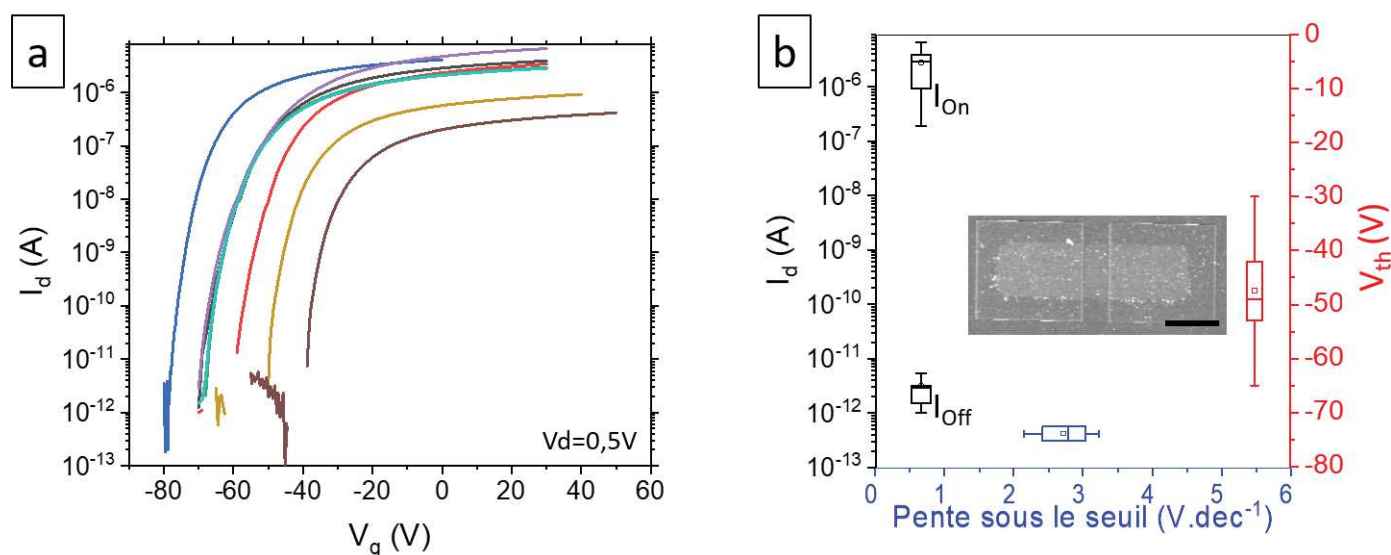 a
10⁻⁶
10⁻⁷
10⁻⁸
10⁻⁹
10⁻¹⁰
10⁻¹¹
10⁻¹²
10⁻¹³
I_d (A)
Vd=0,5V
-80 -60 -40 -20 0 20 40 60
V_g (V)
b
10⁻⁶
10⁻⁷
10⁻⁸
10⁻⁹
10⁻¹⁰
10⁻¹¹
10⁻¹²
10⁻¹³
I_d (A)
I_On
I_Off
0
-10
-20
-30
-40
-50
-60
-70
-80
V_th (V)
0 1 2 3 4 5 6
Pente sous le seuil (V.dec⁻¹)